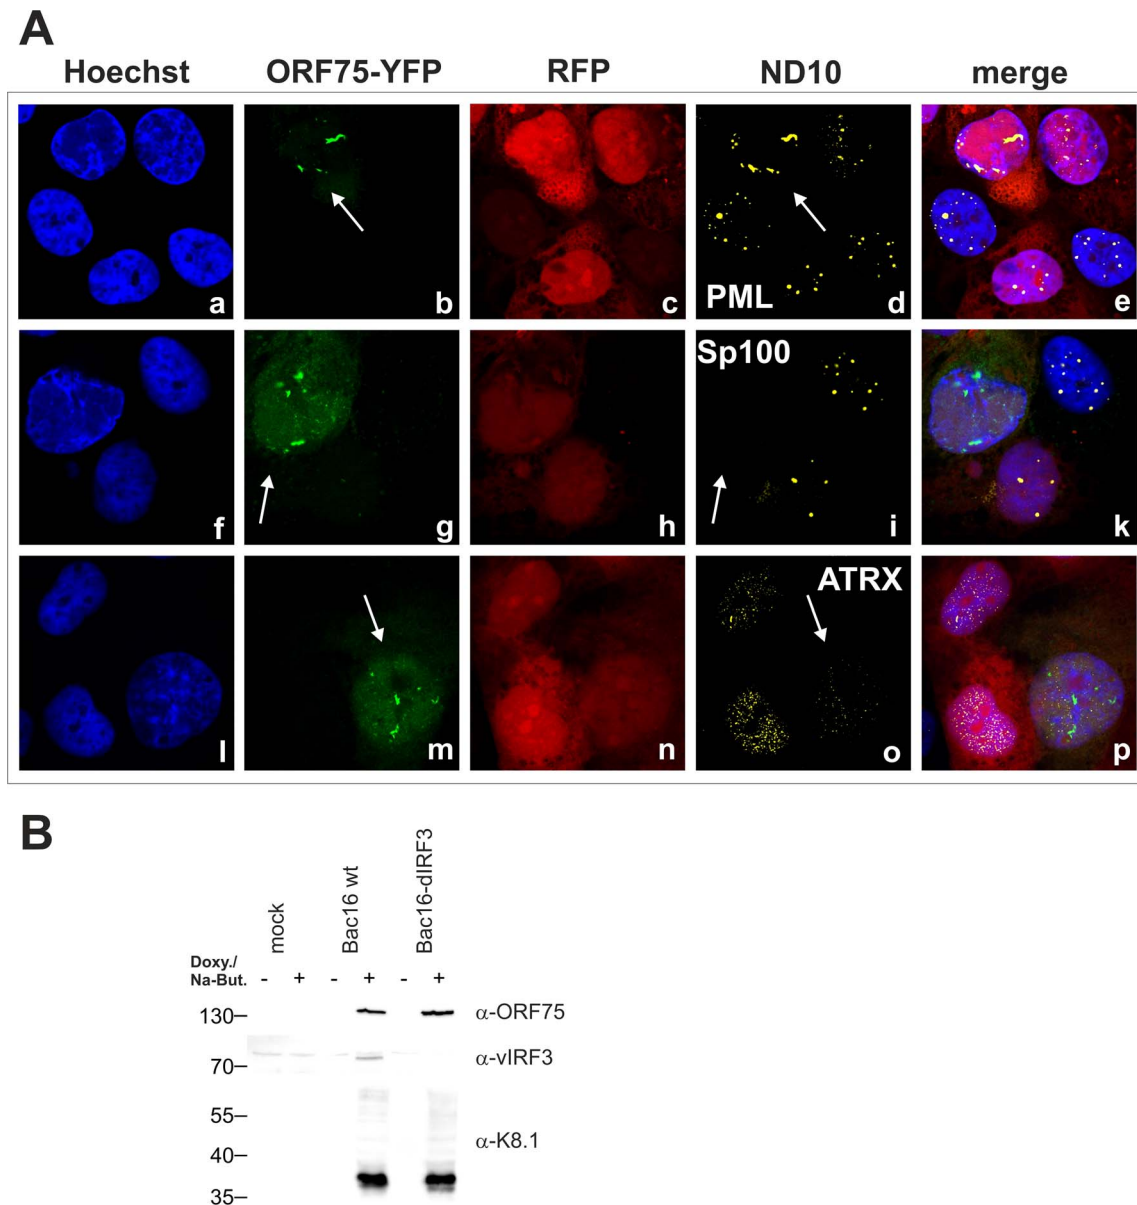 A
Hoechst ORF75-YFP RFP ND10 merge
a b c PML d e
Sp100
f g h i k
ATRX
l m n o p
B
mock Bac16 wt Bac16-dIRF3
Doxy./
Na-But. - + - + - +
130 α-ORF75
70 α-vIRF3
55
40 α-K8.1
35